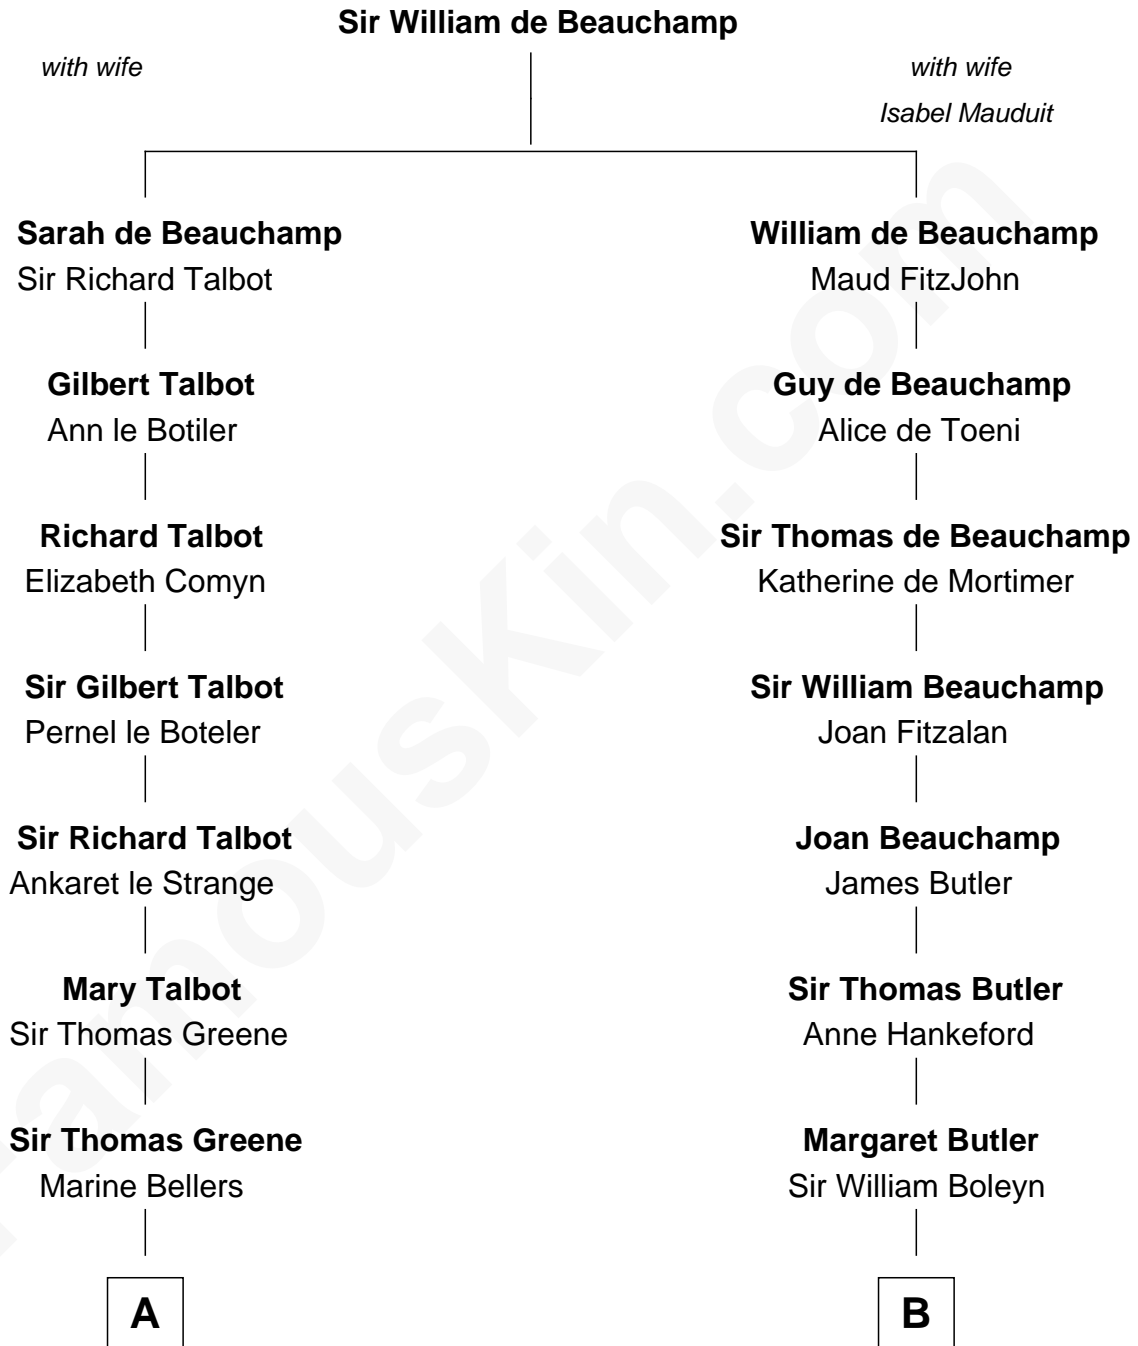 Sir William de Beauchamp
with wife
with wife
Isabel Mauduit
Sarah de Beauchamp
Sir Richard Talbot
William de Beauchamp
Maud FitzJohn
Gilbert Talbot
Ann le Botiler
Guy de Beauchamp
Alice de Toeni
Richard Talbot
Elizabeth Comyn
Sir Thomas de Beauchamp
Katherine de Mortimer
Sir Gilbert Talbot
Pernel le Boteler
Sir William Beauchamp
Joan Fitzalan
Sir Richard Talbot
Ankaret le Strange
Joan Beauchamp
James Butler
Mary Talbot
Sir Thomas Greene
Sir Thomas Butler
Anne Hankeford
Sir Thomas Greene
Marine Bellers
Margaret Butler
Sir William Boleyn
A
B
FamousKin.com